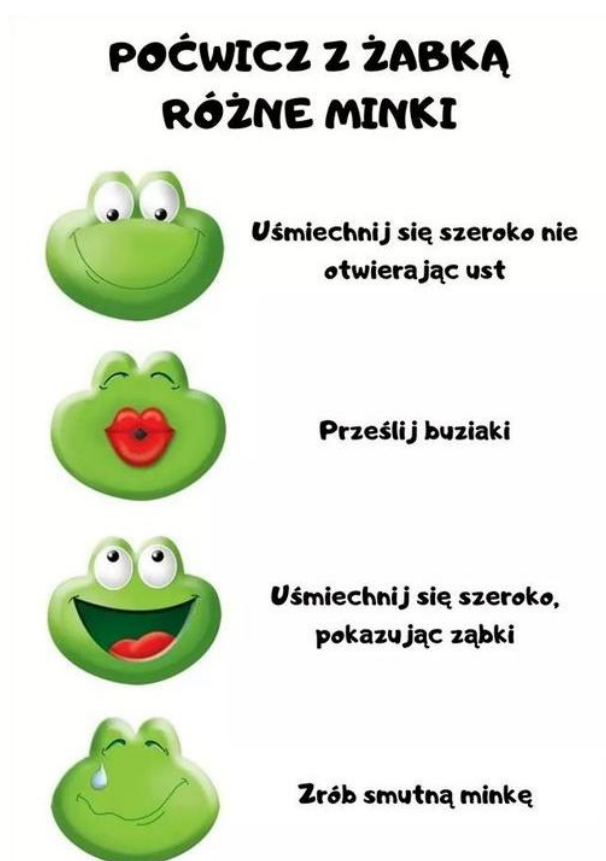 POĆWICZ Z ŻABKĄ
RÓŻNE MINKI
Uśmiechnij się szeroko nie
otwierając ust
Prześlij buziaki
Uśmiechnij się szeroko,
pokazując ząbki
Zrób smutną minkę